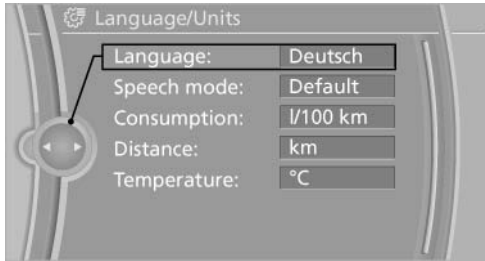 Language/Units
Language: Deutsch
Speech mode: Default
Consumption: l/100 km
Distance: km
Temperature: °C